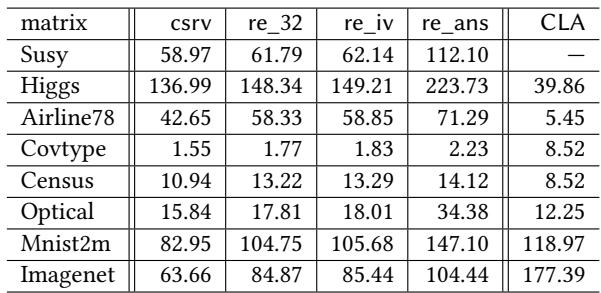 matrix csrv re_32 re_iv re_ans CLA
Susy 58.97 61.79 62.14 112.10 —
Higgs 136.99 148.34 149.21 223.73 39.86
Airline78 42.65 58.33 58.85 71.29 5.45
Covtype 1.55 1.77 1.83 2.23 8.52
Census 10.94 13.22 13.29 14.12 8.52
Optical 15.84 17.81 18.01 34.38 12.25
Mnist2m 82.95 104.75 105.68 147.10 118.97
Imagenet 63.66 84.87 85.44 104.44 177.39